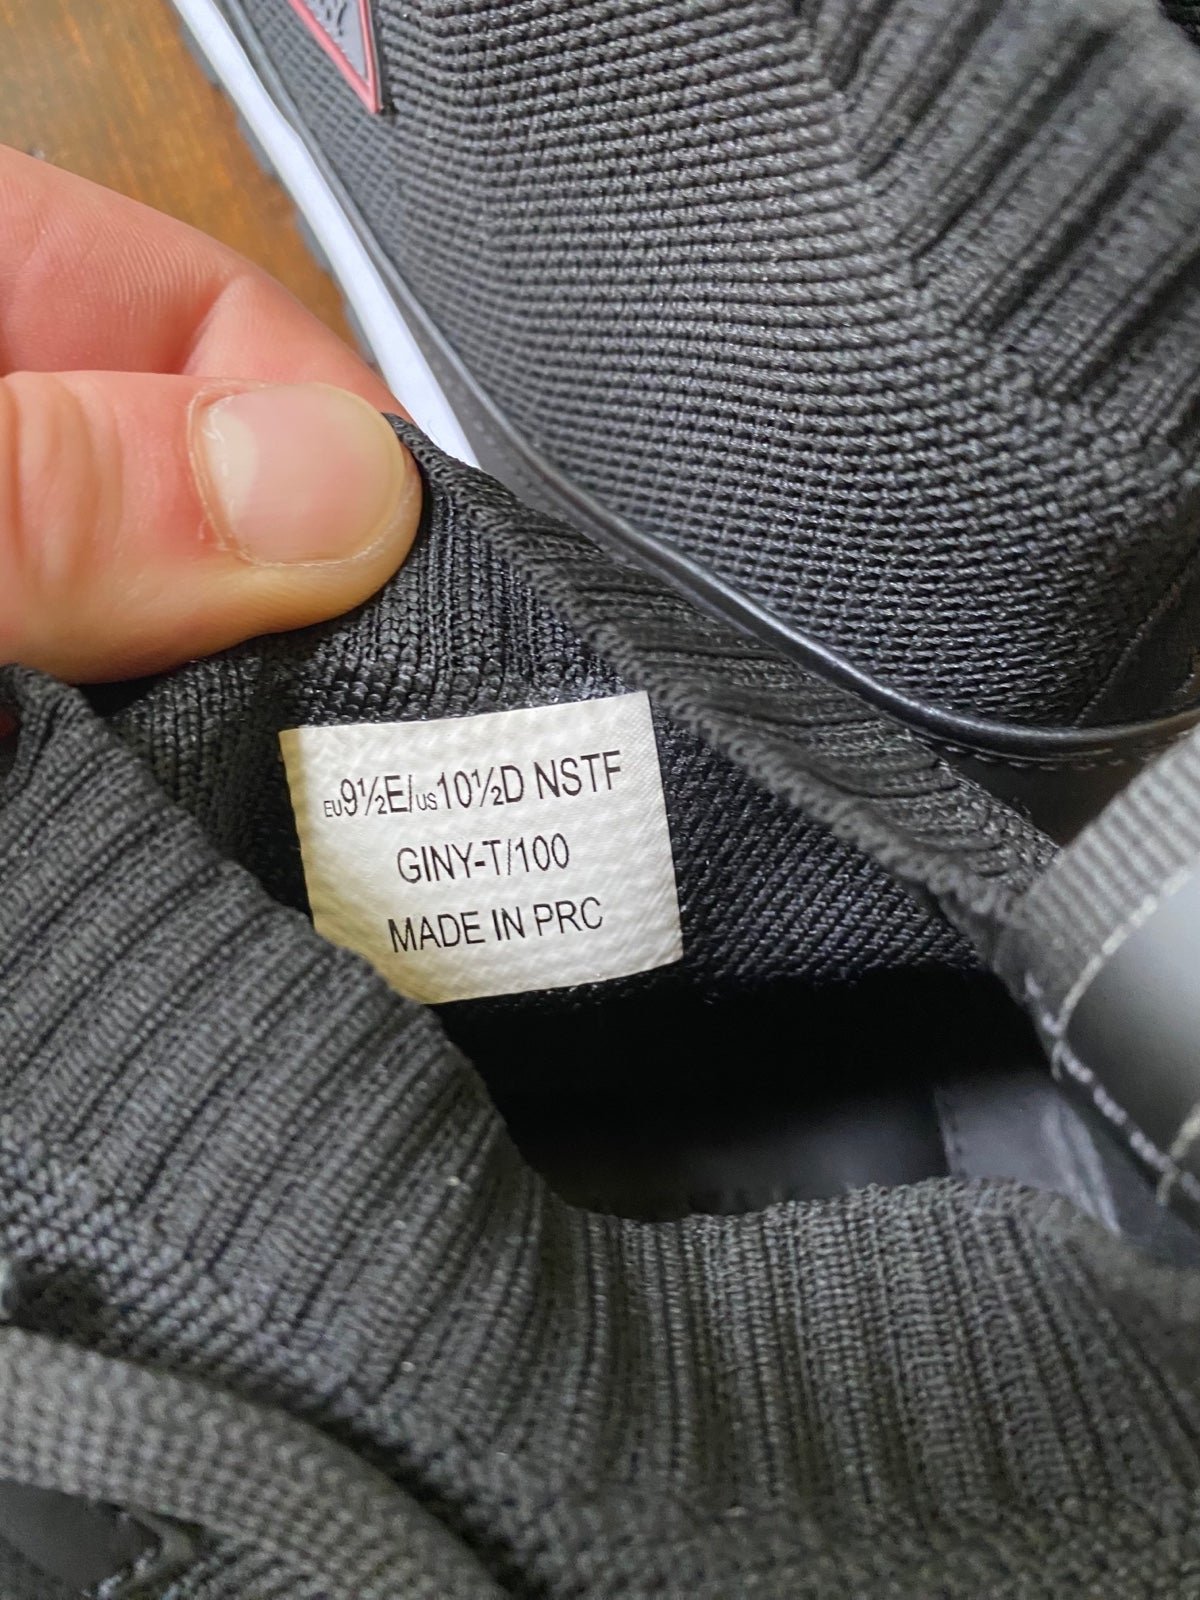 EU9½E/US10½D NSTF
GINY-T/100
MADE IN PRC